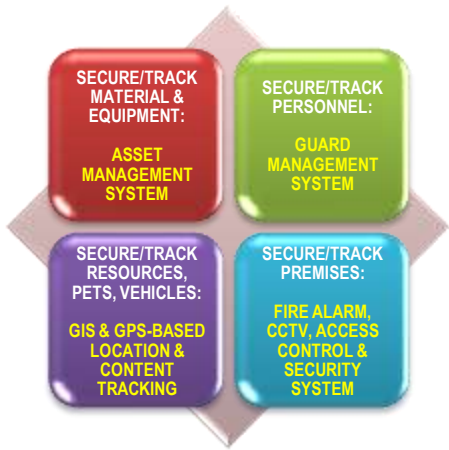 SECURE/TRACK
MATERIAL &
EQUIPMENT:
ASSET
MANAGEMENT
SYSTEM
SECURE/TRACK
PERSONNEL:
GUARD
MANAGEMENT
SYSTEM
SECURE/TRACK
RESOURCES,
PETS, VEHICLES:
GIS & GPS-BASED
LOCATION &
CONTENT
TRACKING
SECURE/TRACK
PREMISES:
FIRE ALARM,
CCTV, ACCESS
CONTROL &
SECURITY
SYSTEM